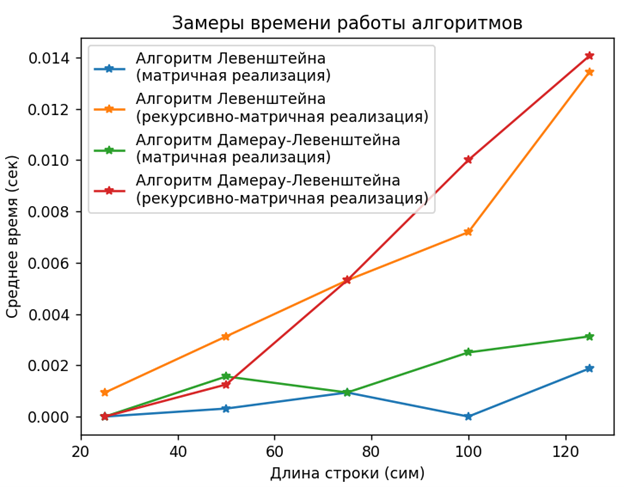 Замеры времени работы алгоритмов
Алгоритм Левенштейна
(матричная реализация)
Алгоритм Левенштейна
(рекурсивно-матричная реализация)
Алгоритм Дамерау-Левенштейна
(матричная реализация)
Алгоритм Дамерау-Левенштейна
(рекурсивно-матричная реализация)
Среднее время (сек)
0.014
0.012
0.010
0.008
0.006
0.004
0.002
0.000
20 40 60 80 100 120
Длина строки (сим)